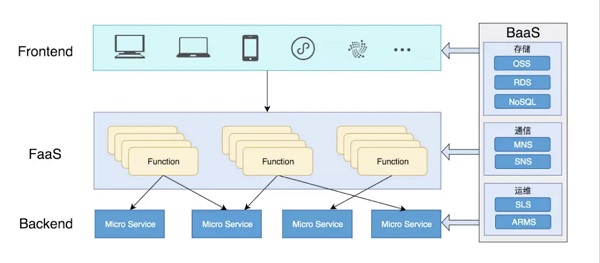 Frontend
FaaS
Function
Function
Function
Backend
Micro Service
Micro Service
Micro Service
Micro Service
BaaS
存储
OSS
RDS
NoSQL
通信
MNS
SNS
运维
SLS
ARMS